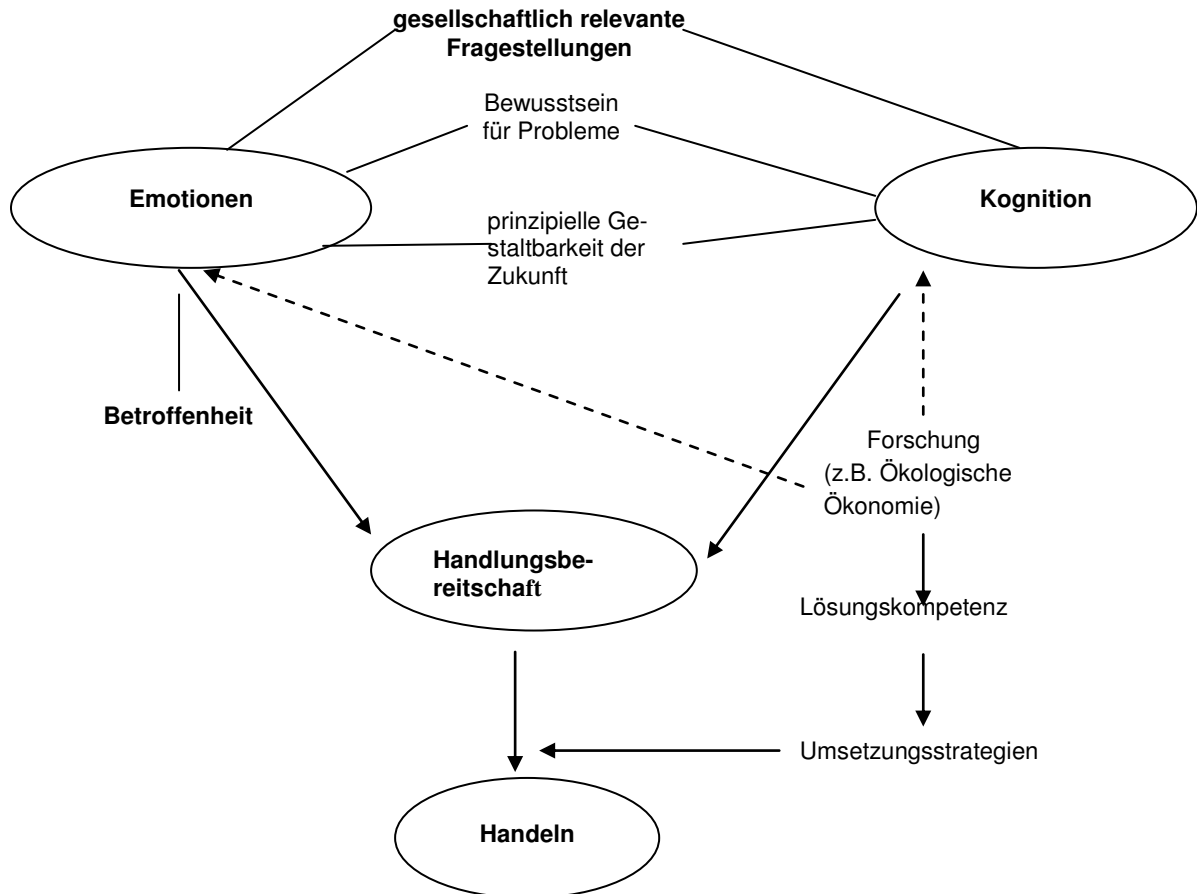 gesellschaftlich relevante
Fragestellungen
Bewusstsein
für Probleme
Emotionen
Kognition
prinzipielle Ge-
staltbarkeit der
Zukunft
Betroffenheit
Forschung
(z.B. Ökologische
Ökonomie)
Handlungsbe-
reitschaft
Lösungskompetenz
Umsetzungsstrategien
Handeln